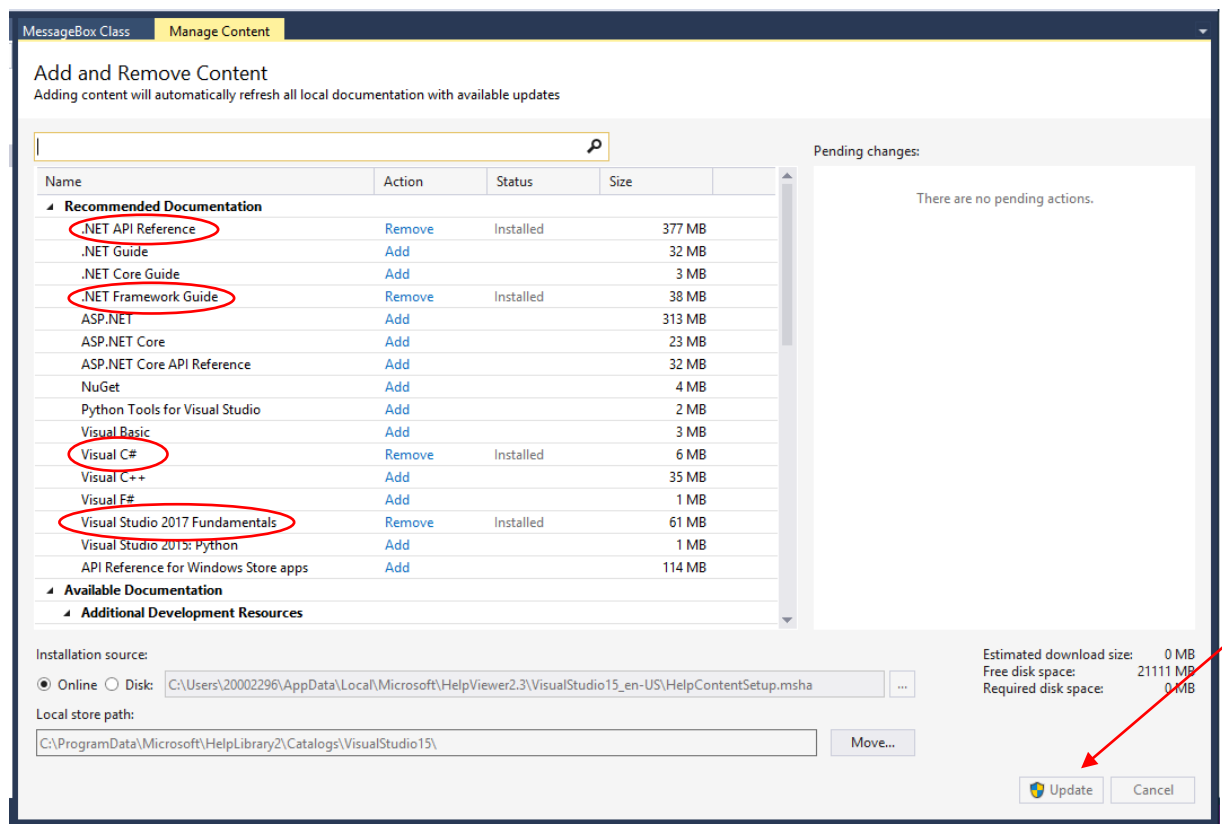 MessageBox Class Manage Content
Add and Remove Content
Adding content will automatically refresh all local documentation with available updates
Pending changes:
Name Action Status Size
There are no pending actions.
Recommended Documentation
.NET API Reference Remove Installed 377 MB
.NET Guide Add 32 MB
.NET Core Guide Add 3 MB
.NET Framework Guide Remove Installed 38 MB
ASP.NET Add 313 MB
ASP.NET Core Add 23 MB
ASP.NET Core API Reference Add 32 MB
NuGet Add 4 MB
Python Tools for Visual Studio Add 2 MB
Visual Basic Add 3 MB
Visual C# Remove Installed 6 MB
Visual C++ Add 35 MB
Visual F# Add 1 MB
Visual Studio 2017 Fundamentals Remove Installed 61 MB
Visual Studio 2015: Python Add 1 MB
API Reference for Windows Store apps Add 114 MB
Available Documentation
Additional Development Resources
Installation source:
Online Disk: C:\Users\20002296\AppData\Local\Microsoft\HelpViewer2.3\VisualStudio15_en-US\HelpContentSetup.msha ...
Estimated download size: 0 MB
Free disk space: 21111 MB
Required disk space: 0 MB
Local store path:
C:\ProgramData\Microsoft\HelpLibrary2\Catalogs\VisualStudio15\ Move...
Update Cancel